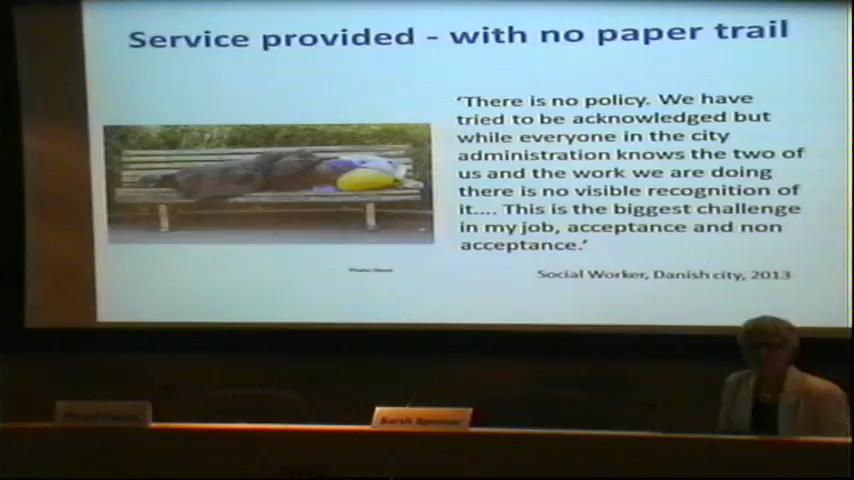 Service provided - with no paper trail
‘There is no policy. We have
tried to be acknowledged but
while everyone in the city
administration knows the two of
us and the work we are doing
there is no visible recognition of
it.... This is the biggest challenge
in my job, acceptance and non
acceptance.’
Social Worker, Danish city, 2013
Sarah Spencer